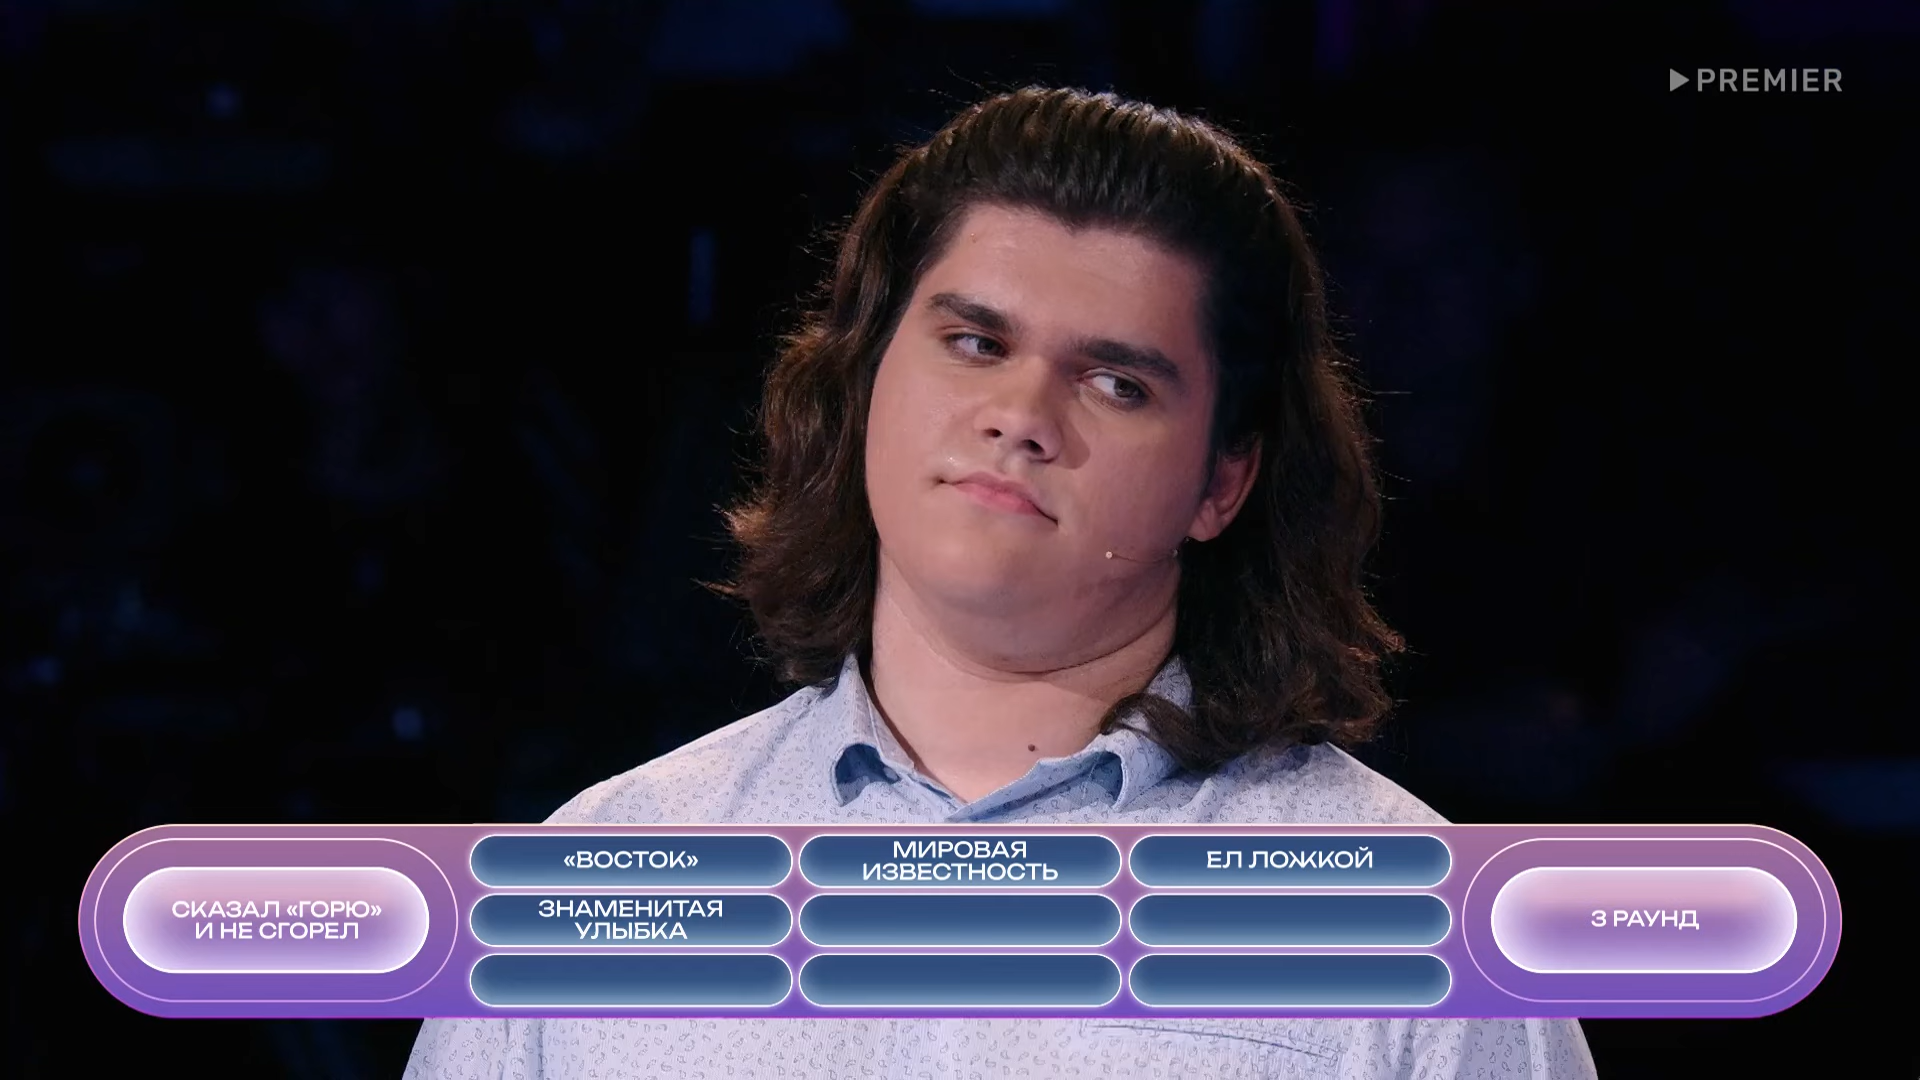 PREMIER
СКАЗАЛ «ГОРЮ»
И НЕ СГОРЕЛ
«ВОСТОК»
МИРОВАЯ
ИЗВЕСТНОСТЬ
ЕЛ ЛОЖКОЙ
ЗНАМЕНИТАЯ
УЛЫБКА
3 РАУНД